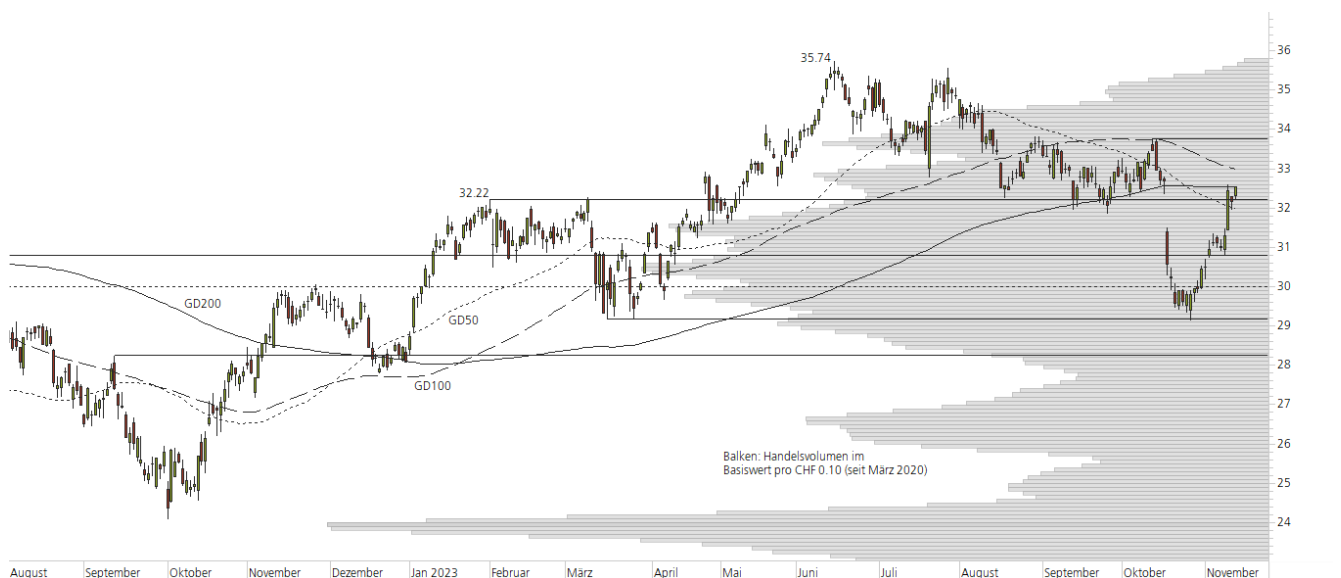 35.74
32.22
GD200
GD50
GD100
Balken: Handelsvolumen im
Basiswert pro CHF 0.10 (seit März 2020)
36
35
34
33
32
31
30
29
28
27
26
25
24
August September Oktober November Dezember Jan 2023 Februar März April Mai Juni Juli August September Oktober November